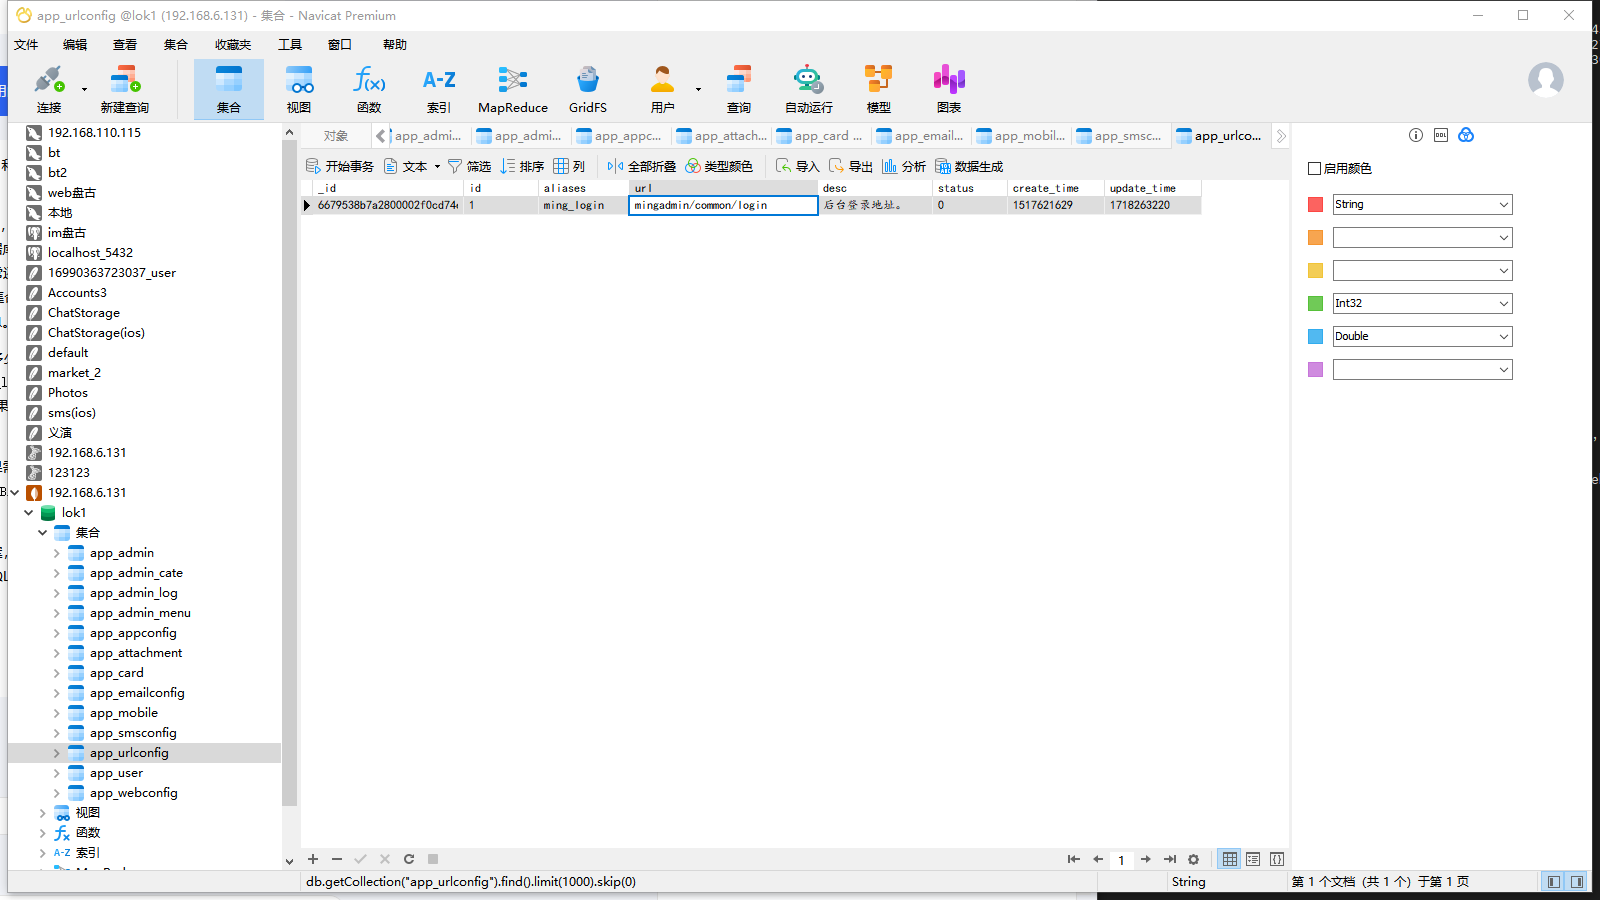 app_urlconfig @lok1 (192.168.6.131) - 集合 - Navicat Premium
文件 编辑 查看 集合 收藏夹 工具 窗口 帮助
连接 新建查询 集合 视图 函数 索引 MapReduce GridFS 用户 查询 自动运行 模型 图表
A-Z
对象 app_admi... app_admi... app_appc... app_attach... app_card ... app_email... app_mobil... app_smsc... app_urlco...
开始事务 文本 筛选 排序 列 全部折叠 类型颜色 导入 导出 分析 数据生成
_id id aliases url desc status create_time update_time
6679538b7a2800002f0cd74 1 ming_login mingadmin/common/login 后台登录地址。 0 1517621629 1718263220
192.168.110.115
bt
bt2
web盘古
本地
im盘古
localhost_5432
16990363723037_user
Accounts3
ChatStorage
ChatStorage(ios)
default
market_2
Photos
sms(ios)
义演
192.168.6.131
123123
192.168.6.131
lok1
集合
app_admin
app_admin_cate
app_admin_log
app_admin_menu
app_appconfig
app_attachment
app_card
app_emailconfig
app_mobile
app_smsconfig
app_urlconfig
app_user
app_webconfig
视图
函数
A-Z 索引
DDL
启用颜色
String
Int32
Double
1
db.getCollection("app_urlconfig").find().limit(1000).skip(0)
String
第 1 个文档 (共 1 个) 于第 1 页